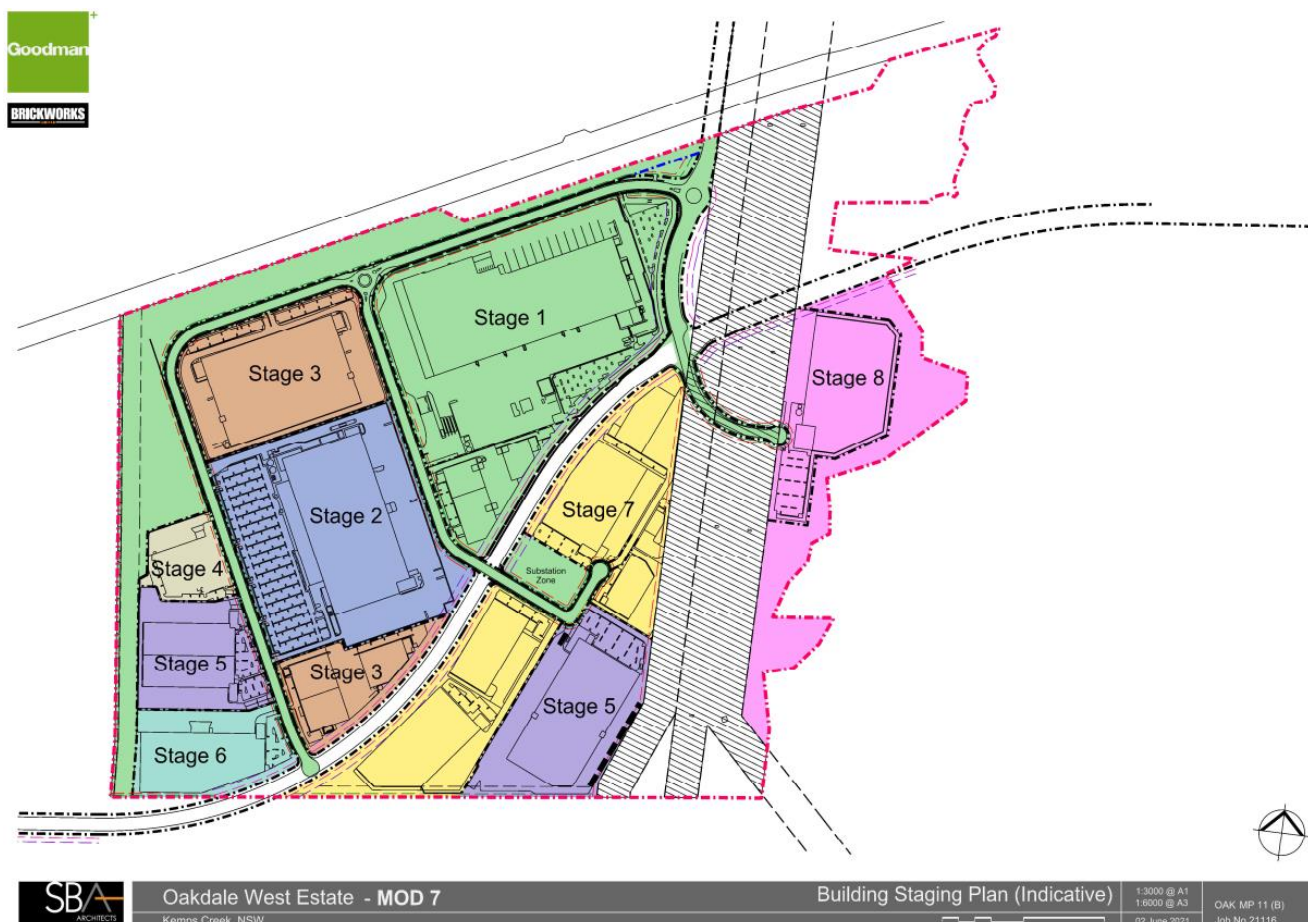 Goodman
BRICKWORKS
Stage 1
Stage 3
Stage 8
Stage 2
Stage 7
Stage 4
Substation
Zone
Stage 5
Stage 3
Stage 5
Stage 6
SBA
ARCHITECTS
Oakdale West Estate - MOD 7
Kemps Creek, NSW
Building Staging Plan (Indicative)
1:3000 @ A1
1:6000 @ A3
02 June 2021
OAK MP 11 (B)
Job No 21116